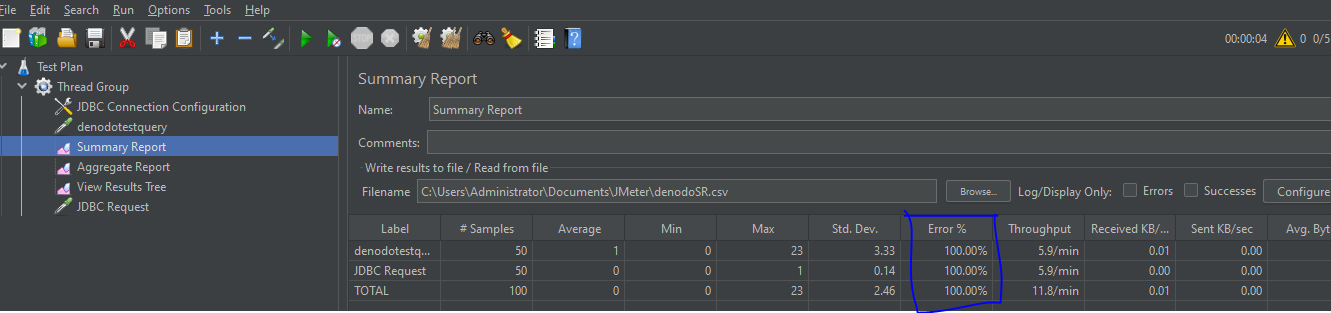 File Edit Search Run Options Tools Help
00:00:04 0 0/5
Test Plan
Thread Group
JDBC Connection Configuration
denodotestquery
Summary Report
Aggregate Report
View Results Tree
JDBC Request
Summary Report
Name: Summary Report
Comments:
Write results to file / Read from file
Filename C:\Users\Administrator\Documents\JMeter\denodoSR.csv Browse... Log/Display Only: Errors Successes Configure
Label # Samples Average Min Max Std. Dev. Error % Throughput Received KB/... Sent KB/sec Avg. Byt
denodotestq... 50 1 0 23 3.33 100.00% 5.9/min 0.01 0.00
JDBC Request 50 0 0 1 0.14 100.00% 5.9/min 0.00 0.00
TOTAL 100 0 0 23 2.46 100.00% 11.8/min 0.01 0.00